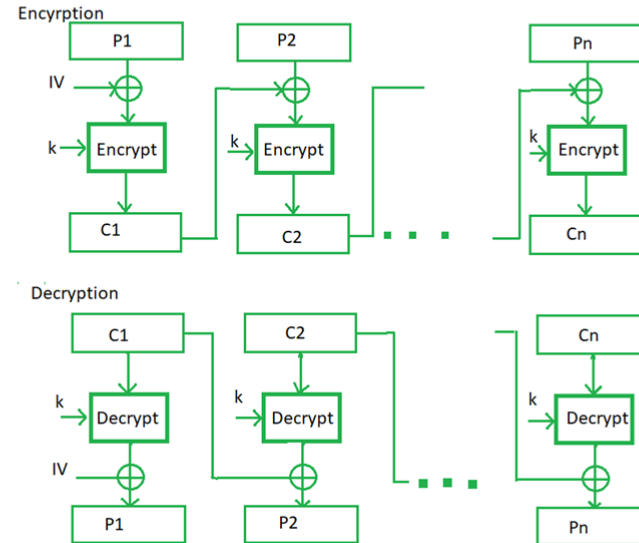 Encyrption
P1 P2 Pn
IV
k Encrypt k Encrypt k Encrypt
C1 C2 Cn
Decryption
C1 C2 Cn
k Decrypt k Decrypt k Decrypt
IV
P1 P2 Pn